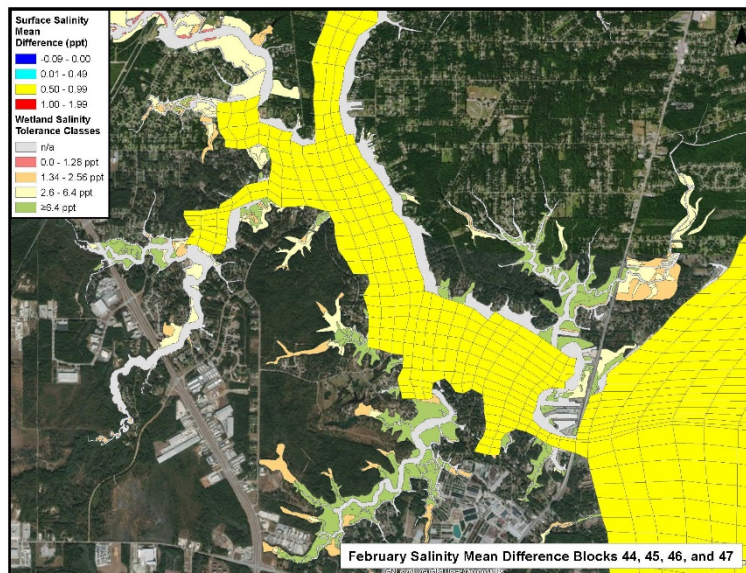 Surface Salinity
Mean
Difference (ppt)
-0.09 - 0.00
0.01 - 0.49
0.50 - 0.99
1.00 - 1.99
Wetland Salinity
Tolerance Classes
n/a
0.0 - 1.28 ppt
1.34 - 2.56 ppt
2.6 - 6.4 ppt
≥6.4 ppt
February Salinity Mean Difference Blocks 44, 45, 46, and 47